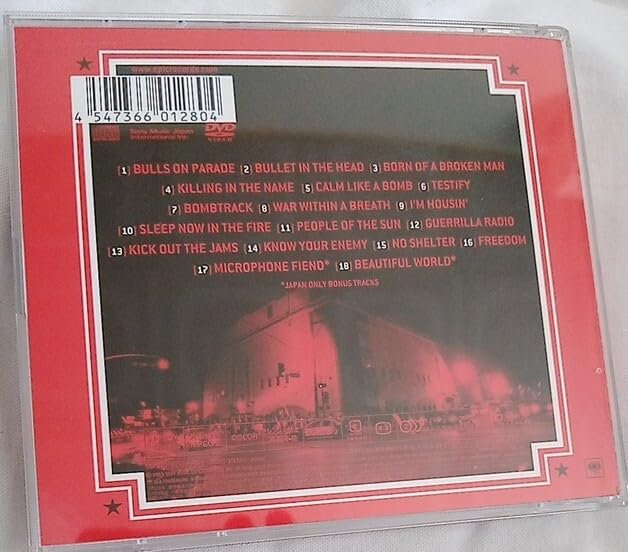 www.epicrecords.com
4 547366 012804
Sony Music Japan
International Inc.
DVD
VIDEO
[1] BULLS ON PARADE [2] BULLET IN THE HEAD [3] BORN OF A BROKEN MAN
[4] KILLING IN THE NAME [5] CALM LIKE A BOMB [6] TESTIFY
[7] BOMBTRACK [8] WAR WITHIN A BREATH [9] I'M HOUSIN'
[10] SLEEP NOW IN THE FIRE [11] PEOPLE OF THE SUN [12] GUERRILLA RADIO
[13] KICK OUT THE JAMS [14] KNOW YOUR ENEMY [15] NO SHELTER [16] FREEDOM
[17] MICROPHONE FIEND* [18] BEAUTIFUL WORLD*
*JAPAN ONLY BONUS TRACKS
COLOR